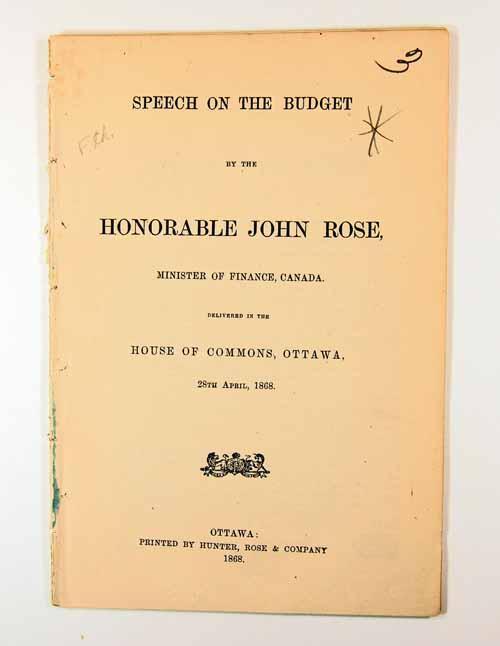 SPEECH ON THE BUDGET
BY THE
HONORABLE JOHN ROSE,
MINISTER OF FINANCE, CANADA.
DELIVERED IN THE
HOUSE OF COMMONS, OTTAWA,
28TH APRIL, 1868.
OTTAWA:
PRINTED BY HUNTER, ROSE & COMPANY
1868.